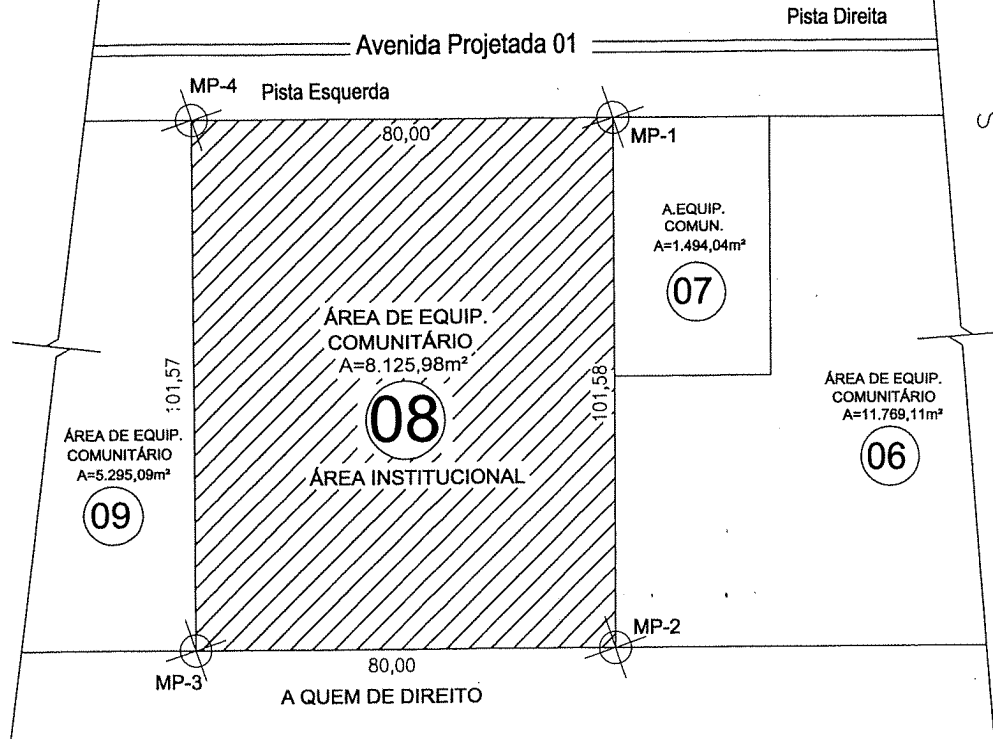 Pista Direita
Avenida Projetada 01
MP-4
Pista Esquerda
80,00
MP-1
A.EQUIP.
COMUN.
A=1.494,04m²
07
ÁREA DE EQUIP.
COMUNITÁRIO
A=8.125,98m²
08
ÁREA INSTITUCIONAL
101,57
101,58
ÁREA DE EQUIP.
COMUNITÁRIO
A=11.769,11m²
06
ÁREA DE EQUIP.
COMUNITÁRIO
A=5.295,09m²
09
MP-2
MP-3
80,00
A QUEM DE DIREITO